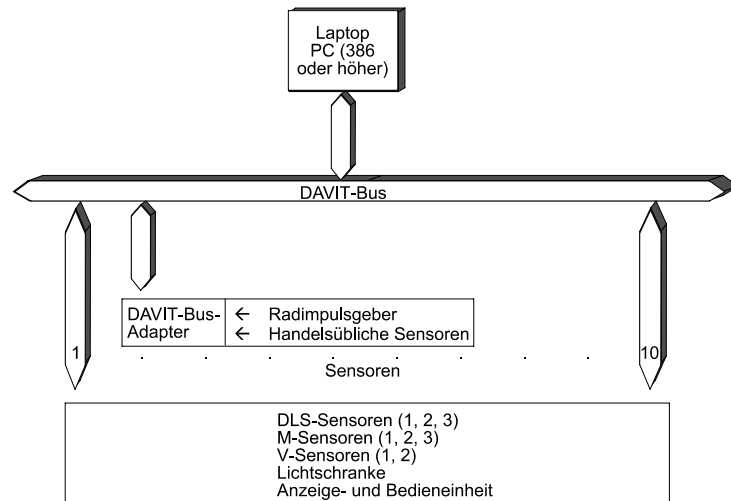 Laptop
PC (386
oder höher)
DAVIT-Bus
DAVIT-Bus- ← Radimpulsgeber
Adapter ← Handelsübliche Sensoren
1 10
Sensoren
DLS-Sensoren (1, 2, 3)
M-Sensoren (1, 2, 3)
V-Sensoren (1, 2)
Lichtschranke
Anzeige- und Bedieneinheit